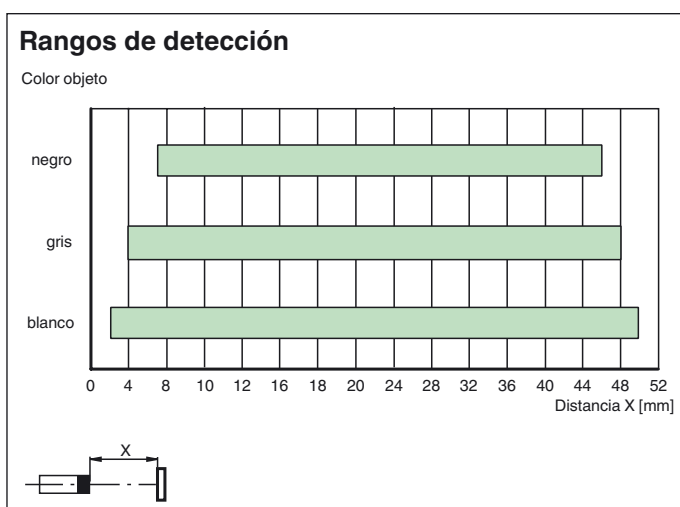 Rangos de detección
Color objeto
negro
gris
blanco
0 4 8 10 12 16 18 20 24 28 32 36 40 44 48 52
Distancia X [mm]
X